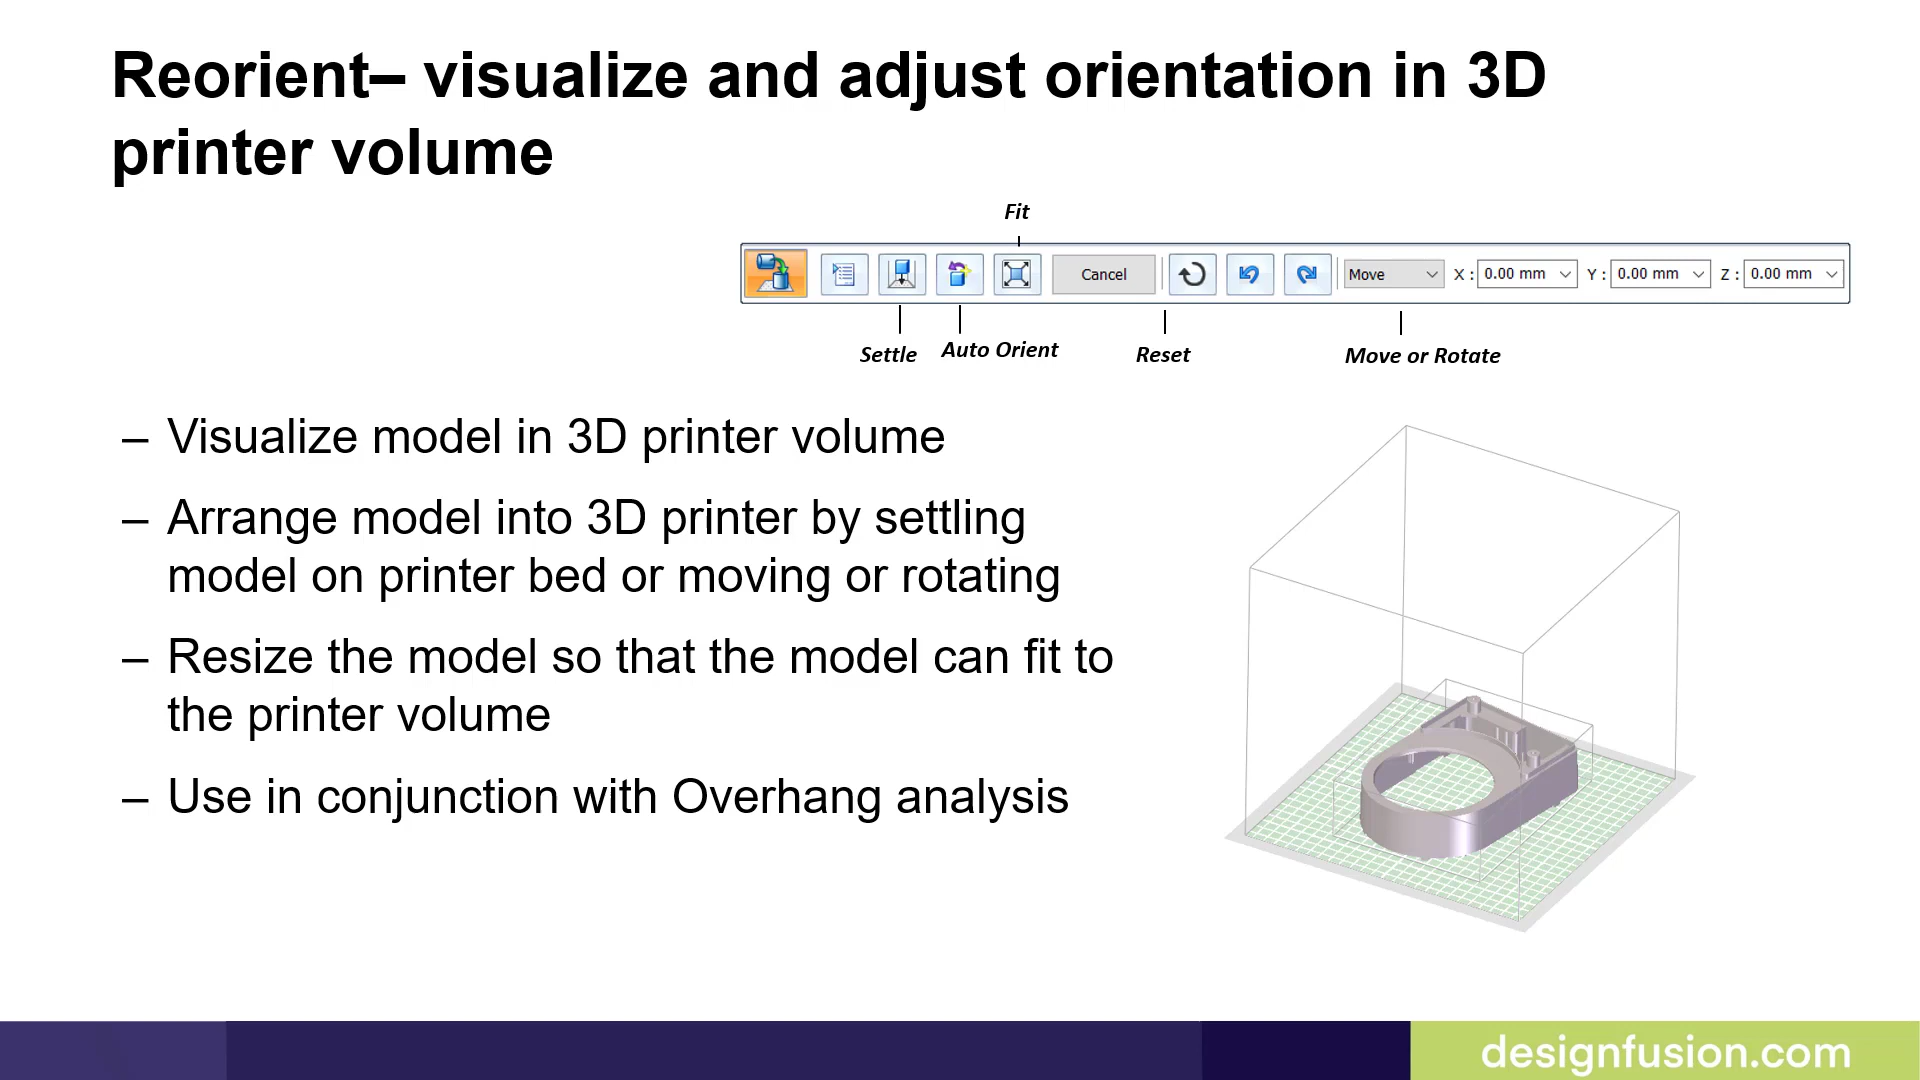 Reorient– visualize and adjust orientation in 3D
printer volume
Fit
Cancel
Move
X : 0.00 mm
Y : 0.00 mm
Z : 0.00 mm
Settle
Auto Orient
Reset
Move or Rotate
– Visualize model in 3D printer volume
– Arrange model into 3D printer by settling
model on printer bed or moving or rotating
– Resize the model so that the model can fit to
the printer volume
– Use in conjunction with Overhang analysis
designfusion.com